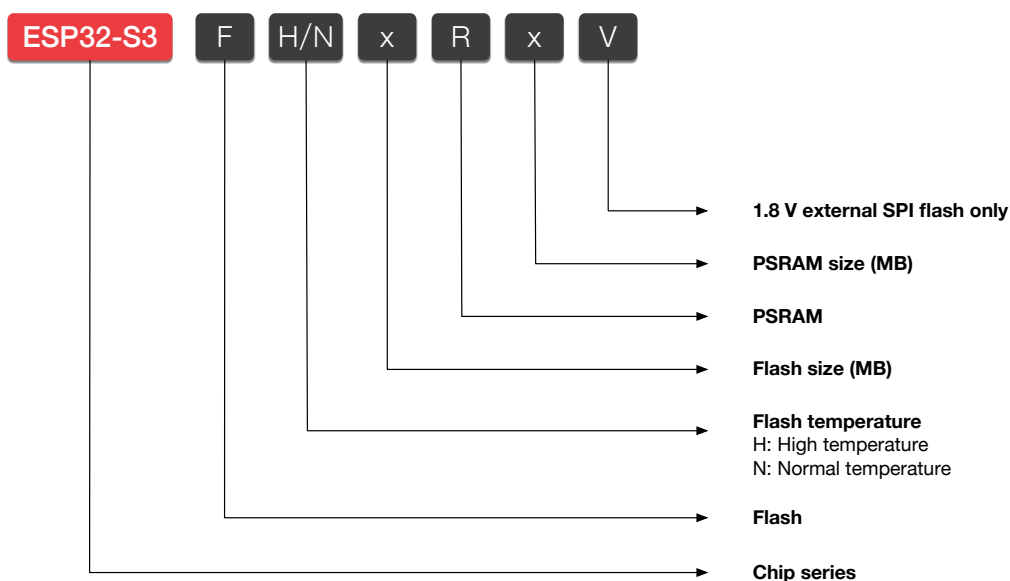 ESP32-S3 F H/N x R x V
1.8 V external SPI flash only
PSRAM size (MB)
PSRAM
Flash size (MB)
Flash temperature
H: High temperature
N: Normal temperature
Flash
Chip series